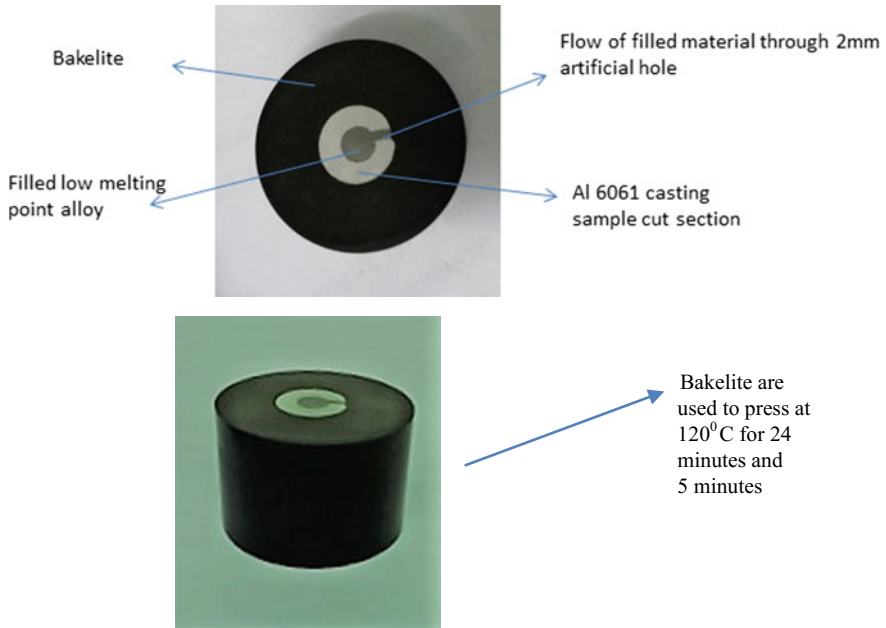 Bakelite
Flow of filled material through 2mm
artificial hole
Filled low melting
point alloy
Al 6061 casting
sample cut section
Bakelite are
used to press at
120⁰C for 24
minutes and
5 minutes